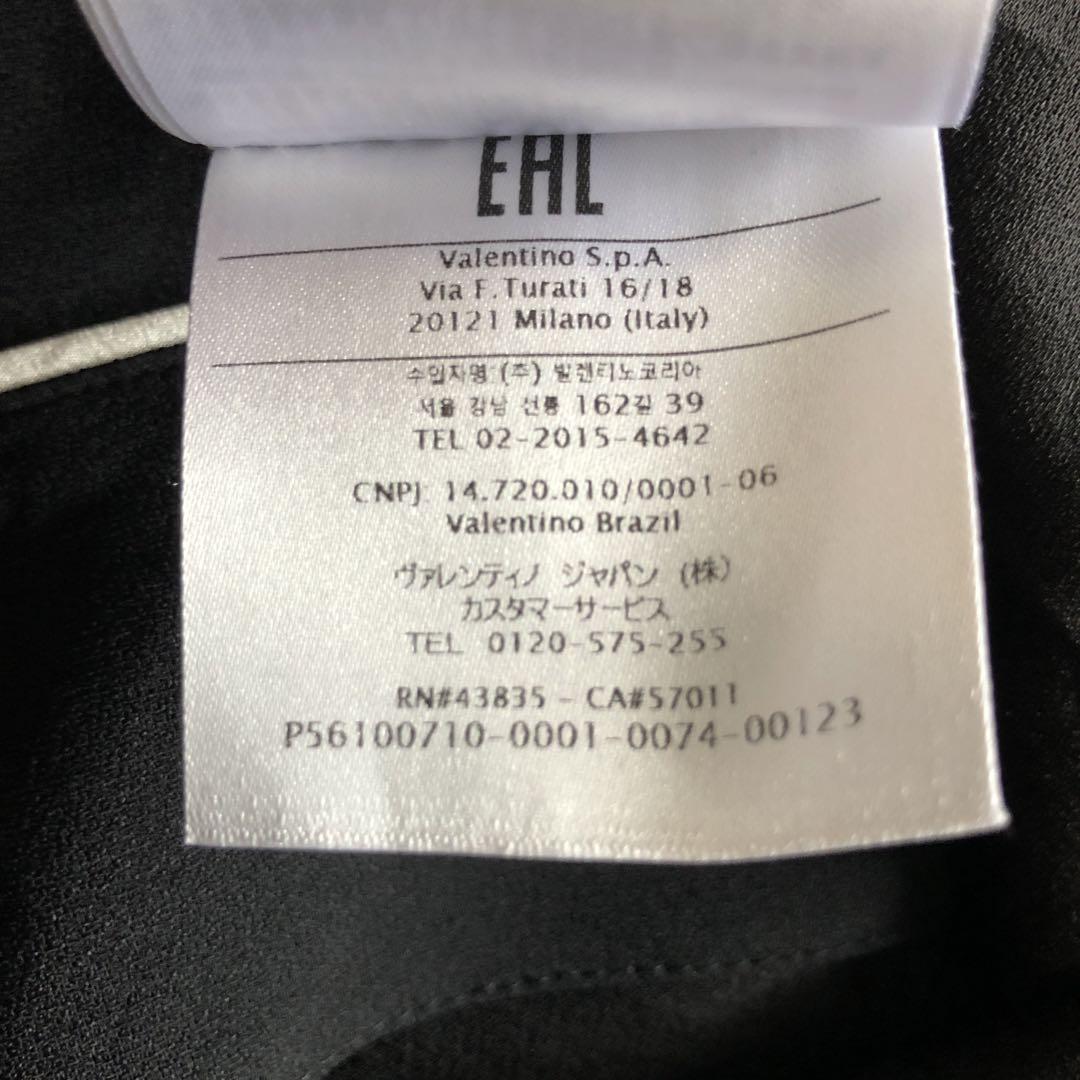 EAC
Valentino S.p.A.
Via F.Turati 16/18
20121 Milano (Italy)
수입자명:(주) 발렌티노코리아
서울 강남 선릉 162길 39
TEL 02-2015-4642
CNPJ: 14.720.010/0001-06
Valentino Brazil
ヴァレンティノ ジャパン (株)
カスタマーサービス
TEL 0120-575-255
RN#43835 - CA#57011
P56100710-0001-0074-00123